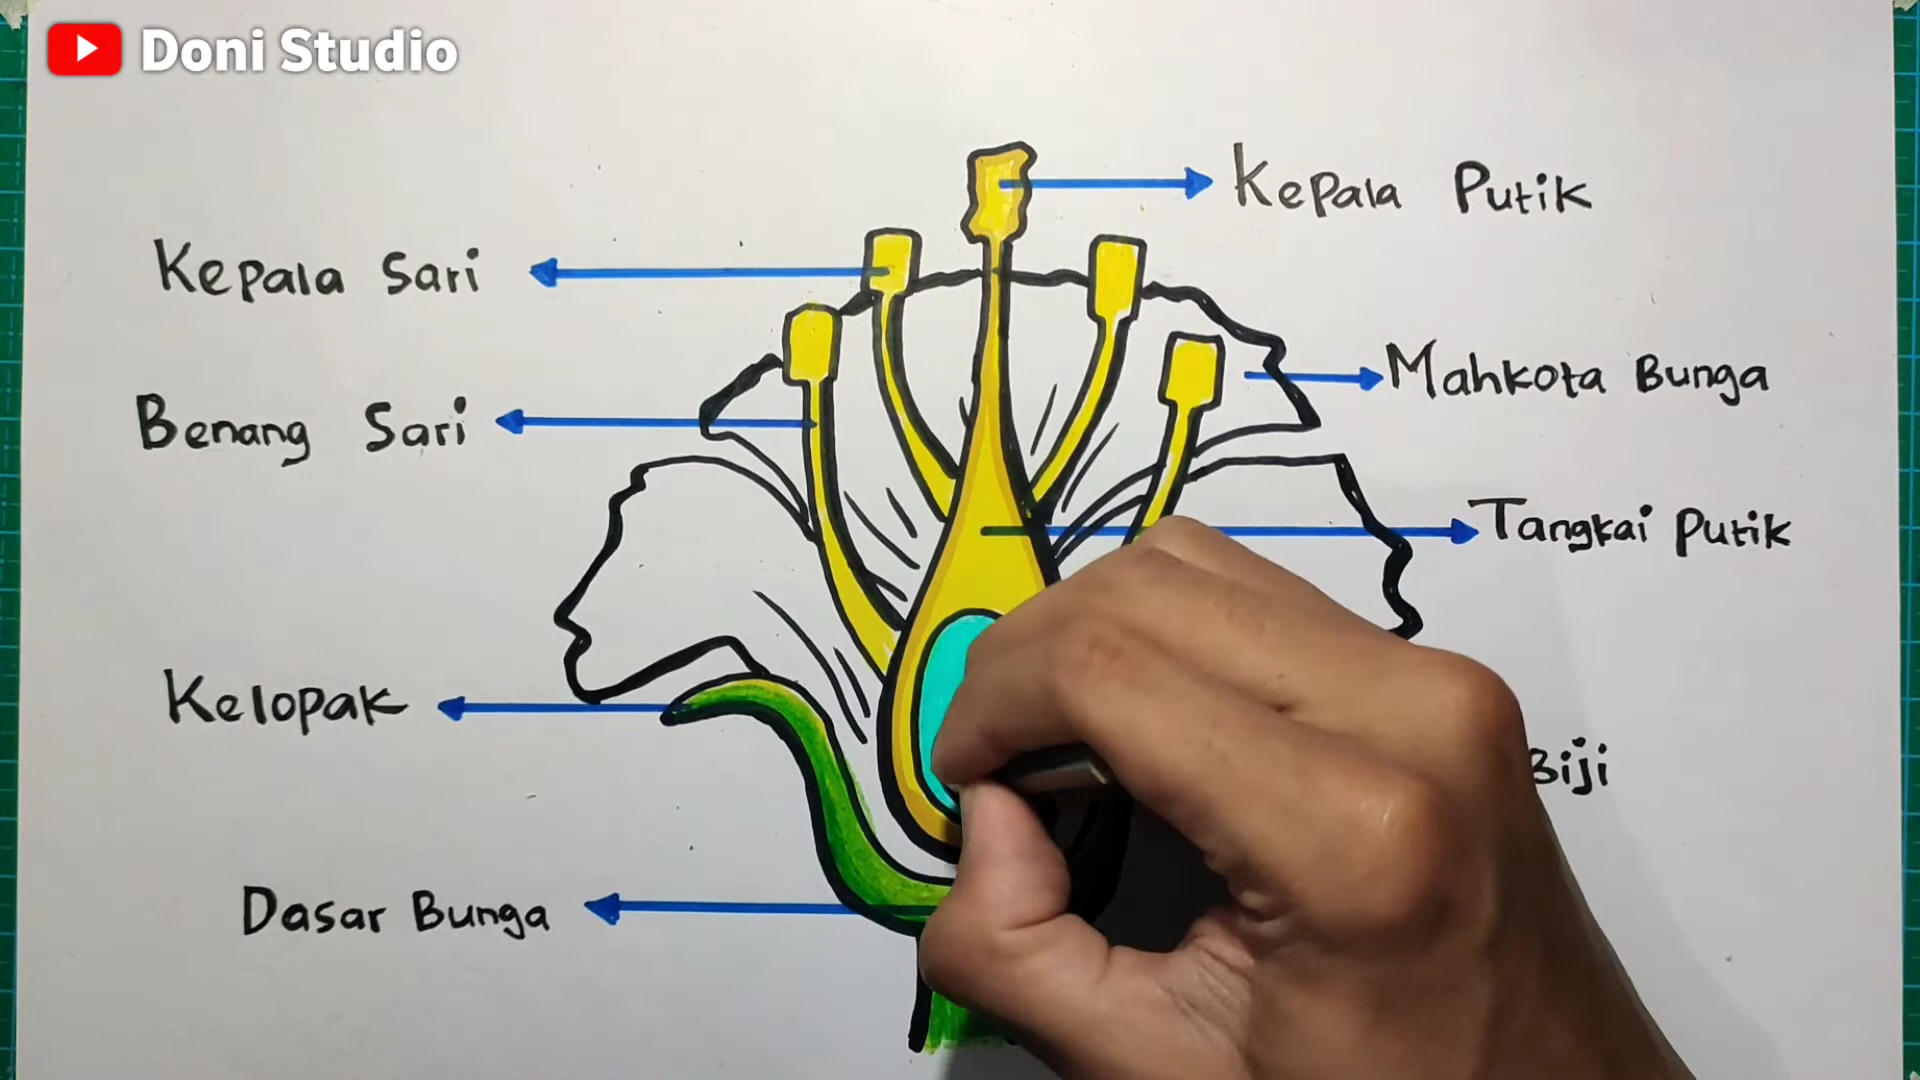 Doni Studio
Kepala Putik
Kepala Sari
Mahkota Bunga
Benang Sari
Tangkai Putik
Kelopak
Biji
Dasar Bunga